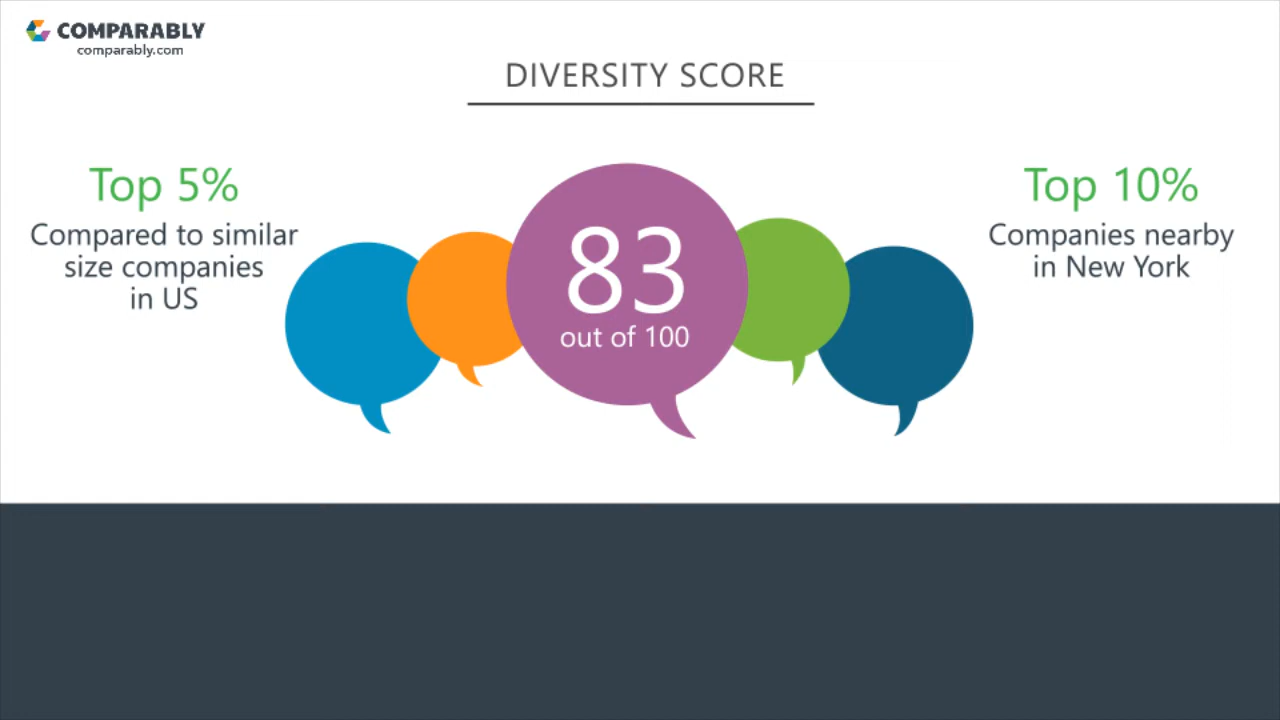 COMPARABLY
comparably.com
DIVERSITY SCORE
Top 5%
Compared to similar
size companies
in US
83
out of 100
Top 10%
Companies nearby
in New York